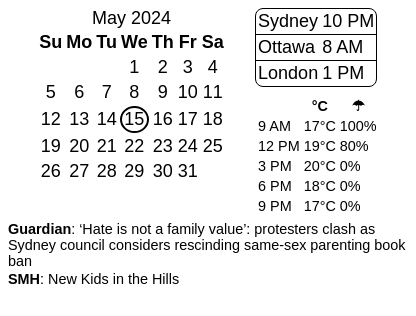 May 2024
Su Mo Tu We Th Fr Sa
1 2 3 4
5 6 7 8 9 10 11
12 13 14 15 16 17 18
19 20 21 22 23 24 25
26 27 28 29 30 31
Sydney 10 PM
Ottawa 8 AM
London 1 PM
°C ☂
9 AM 17°C 100%
12 PM 19°C 80%
3 PM 20°C 0%
6 PM 18°C 0%
9 PM 17°C 0%
Guardian: ‘Hate is not a family value’: protesters clash as
Sydney council considers rescinding same-sex parenting book
ban
SMH: New Kids in the Hills